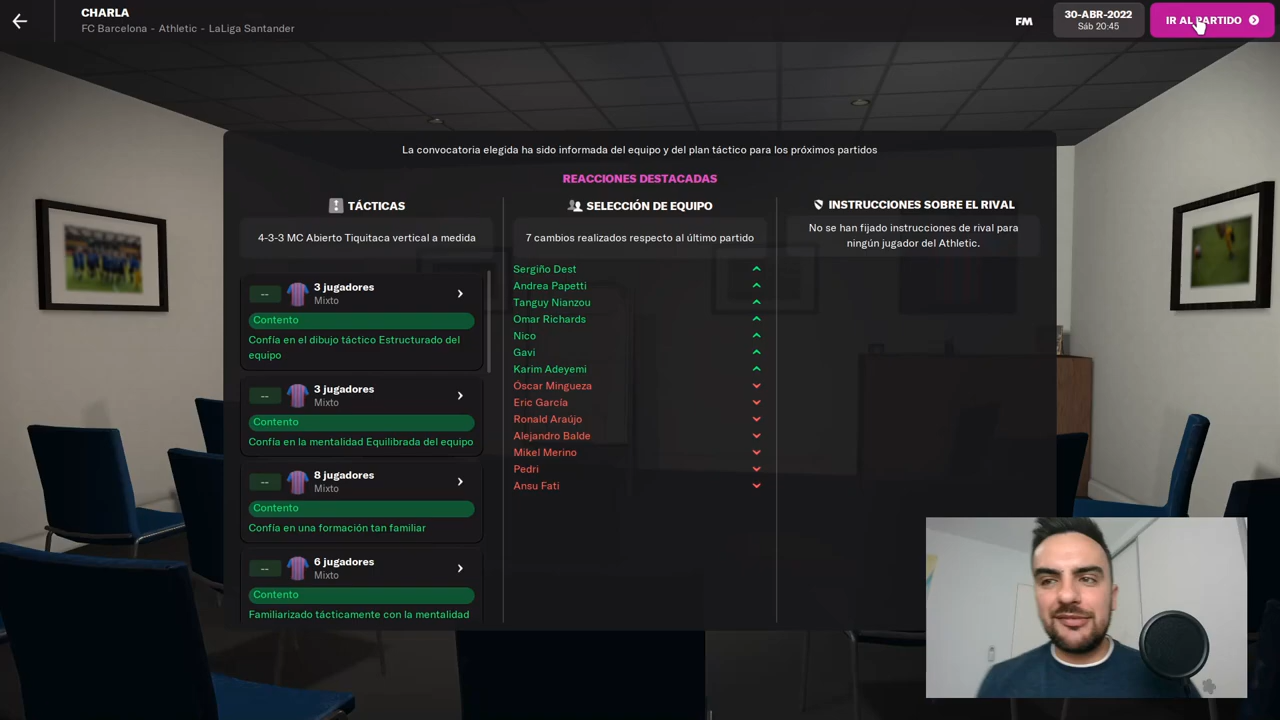 CHARLA
FC Barcelona - Athletic - LaLiga Santander
FM
30-ABR-2022
Sáb 20:45
IR AL PARTIDO
La convocatoria elegida ha sido informada del equipo y del plan táctico para los próximos partidos
REACCIONES DESTACADAS
TÁCTICAS
4-3-3 MC Abierto Tiquitaca vertical a medida
-- 3 jugadores
Mixto
Contento
Confía en el dibujo táctico Estructurado del
equipo
-- 3 jugadores
Mixto
Contento
Confía en la mentalidad Equilibrada del equipo
-- 8 jugadores
Mixto
Contento
Confía en una formación tan familiar
-- 6 jugadores
Mixto
Contento
Familiarizado tácticamente con la mentalidad
SELECCIÓN DE EQUIPO
7 cambios realizados respecto al último partido
Sergiño Dest
Andrea Papetti
Tanguy Nianzou
Omar Richards
Nico
Gavi
Karim Adeyemi
Óscar Mingueza
Eric García
Ronald Araújo
Alejandro Balde
Mikel Merino
Pedri
Ansu Fati
INSTRUCCIONES SOBRE EL RIVAL
No se han fijado instrucciones de rival para
ningún jugador del Athletic.